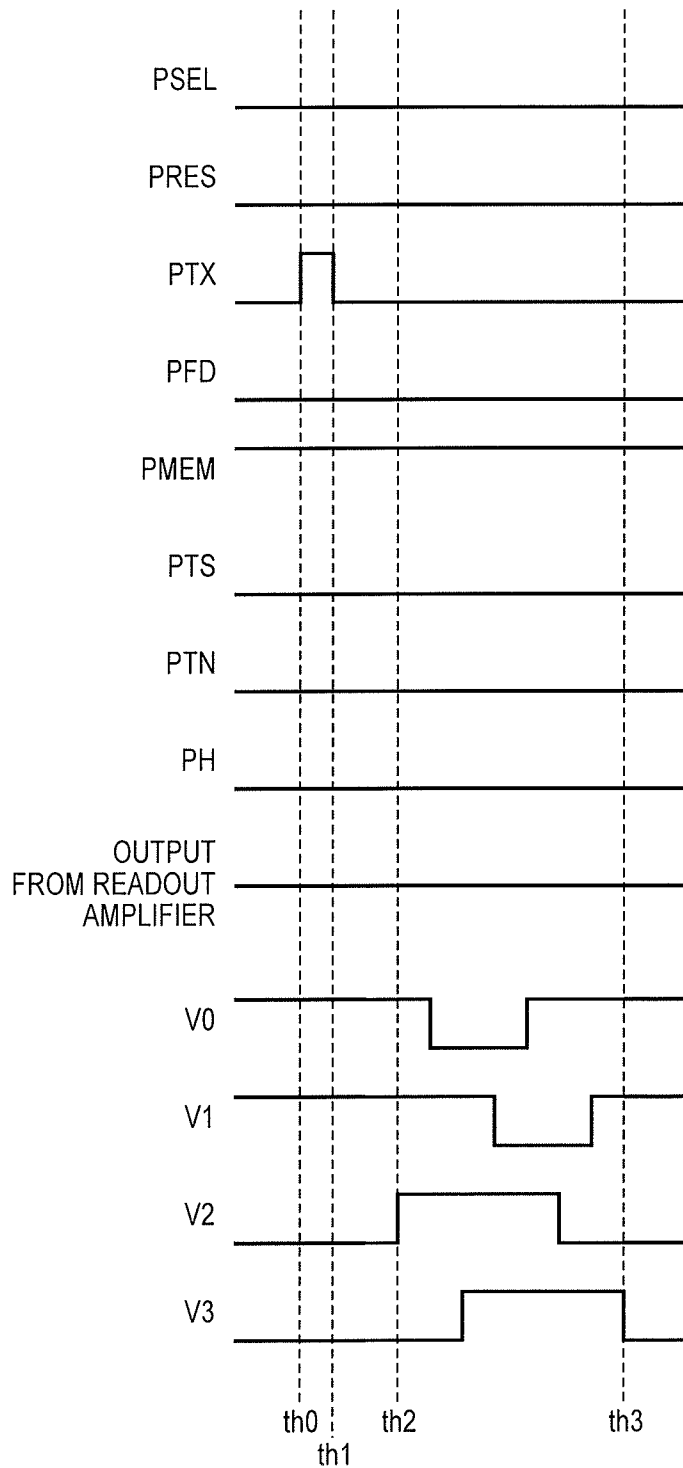 PSEL
PRES
PTX
PFD
PMEM
PTS
PTN
PH
OUTPUT
FROM READOUT
AMPLIFIER
V0
V1
V2
V3
th0
th1
th2
th3